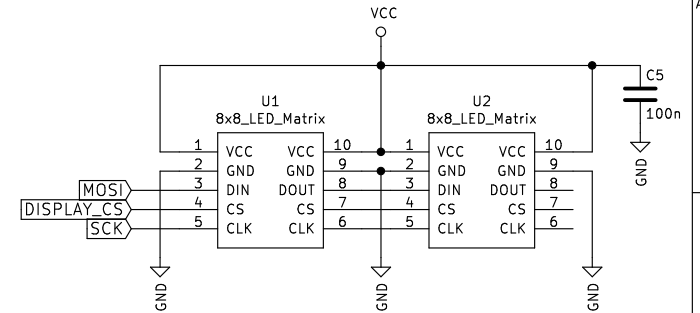 VCC
C5
100n
GND
U1
8x8_LED_Matrix
U2
8x8_LED_Matrix
1 VCC VCC 10 1 VCC VCC 10
2 GND GND 9 2 GND GND 9
MOSI 3 DIN DOUT 8 3 DIN DOUT 8
DISPLAY_CS 4 CS CS 7 4 CS CS 7
SCK 5 CLK CLK 6 5 CLK CLK 6
GND GND GND